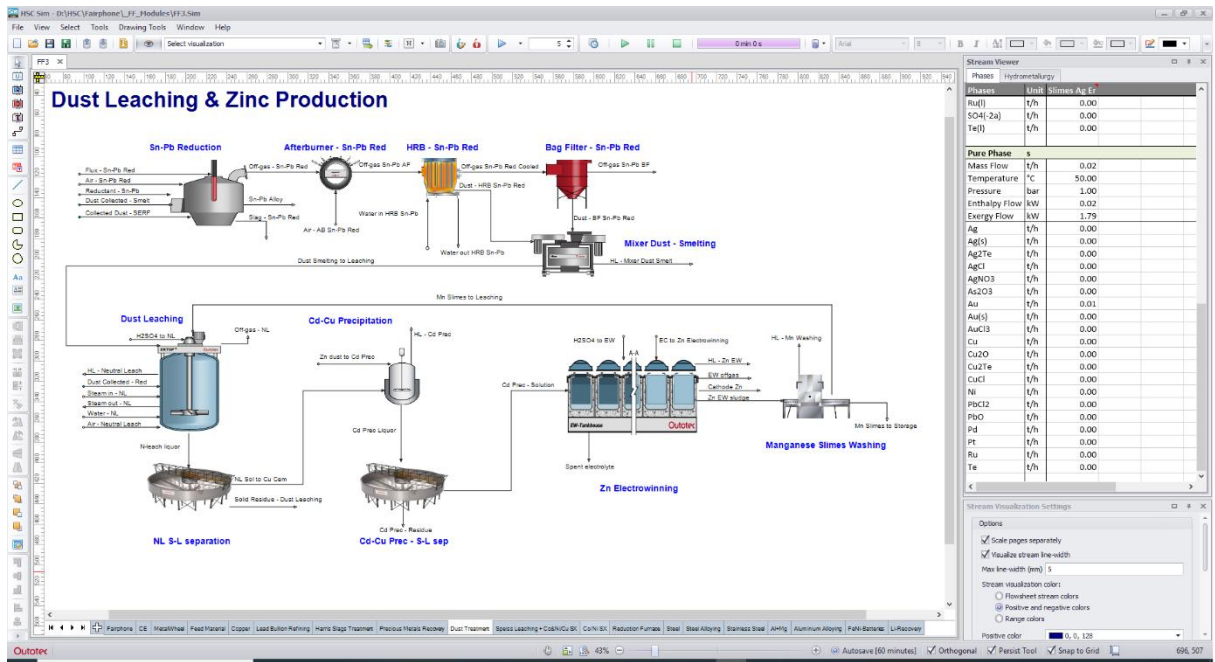 HSC Sim - D:\HSC\Fairphone\_FF_Modules\FF3.Sim
File View Select Tools Drawing Tools Window Help
Select visualization
5
0 min 0 s
Arial
8
FF3
Dust Leaching & Zinc Production
Sn-Pb Reduction
Afterburner - Sn-Pb Red
HRB - Sn-Pb Red
Bag Filter - Sn-Pb Red
Flux - Sn-Pb Red
Air - Sn-Pb Red
Reductant - Sn-Pb
Dust Collected - Smelt
Collected Dust - SERF
Off-gas - Sn-Pb Red
Off-gas Sn-Pb AF
Off-gas Sn-Pb Red Cooled
Off-gas Sn-Pb BF
Dust - HRB Sn-Pb Red
Sn-Pb Alloy
Slag - Sn-Pb Red
Air - AB Sn-Pb Red
Water in HRB Sn-Pb
Water out HRB Sn-Pb
Dust - BF Sn-Pb Red
Mixer Dust - Smelting
HL - Mixer Dust Smelt
Dust Smelting to Leaching
Mn Slimes to Leaching
Dust Leaching
H2SO4 to NL
Off-gas - NL
Cd-Cu Precipitation
HL - Cd Prec
Zn dust to Cd Prec
HL - Neutral Leach
Dust Collected - Red
Steam in - NL
Steam out - NL
Water - NL
Air - Neutral Leach
N-leach liquor
NL Sol to Cu Cem
Solid Residue - Dust Leaching
NL S-L separation
Cd Prec Liquor
Cd Prec - Solution
Cd Prec - Residue
Cd-Cu Prec - S-L sep
H2SO4 to EW
A-A
EC to Zn Electrowinning
HL - Zn EW
EW offgas
Cathode Zn
Zn EW sludge
EW-Tankhouse
Outotec
Spent electrolyte
Zn Electrowinning
HL - Mn Washing
Mn Slimes to Storage
Manganese Slimes Washing
Stream Viewer
Phases Hydrometallurgy
Phases Unit Slimes Ag Er
Ru(l) t/h 0.00
SO4(-2a) t/h 0.00
Te(l) t/h 0.00
Pure Phase s
Mass Flow t/h 0.02
Temperature °C 50.00
Pressure bar 1.00
Enthalpy Flow kW 0.02
Exergy Flow kW 1.79
Ag t/h 0.00
Ag(s) t/h 0.00
Ag2Te t/h 0.00
AgCl t/h 0.00
AgNO3 t/h 0.00
As2O3 t/h 0.00
Au t/h 0.01
Au(s) t/h 0.00
AuCl3 t/h 0.00
Cu t/h 0.00
Cu2O t/h 0.00
Cu2Te t/h 0.00
CuCl t/h 0.00
Ni t/h 0.00
PbCl2 t/h 0.00
PbO t/h 0.00
Pd t/h 0.00
Pt t/h 0.00
Ru t/h 0.00
Te t/h 0.00
Stream Visualization Settings
Options
Scale pages separately
Visualize stream line-width
Max line-width (mm) 5
Stream visualization color:
Flowsheet stream colors
Positive and negative colors
Range colors
Positive color 0, 0, 128
Fairphone CE MetalWheel Feed Material Copper Lead Bullion Refining Harris Slags Treatment Precious Metals Recovery Dust Treatment Speiss Leaching + Co&Ni/Cu SX Co/Ni SX Reduction Furnace Steel Steel Alloying Stainless Steel Al+Mg Aluminium Alloying FeNi-Batteries Li-Recovery
Outotec 43% Autosave [60 minutes] Orthogonal Persist Tool Snap to Grid 696, 507